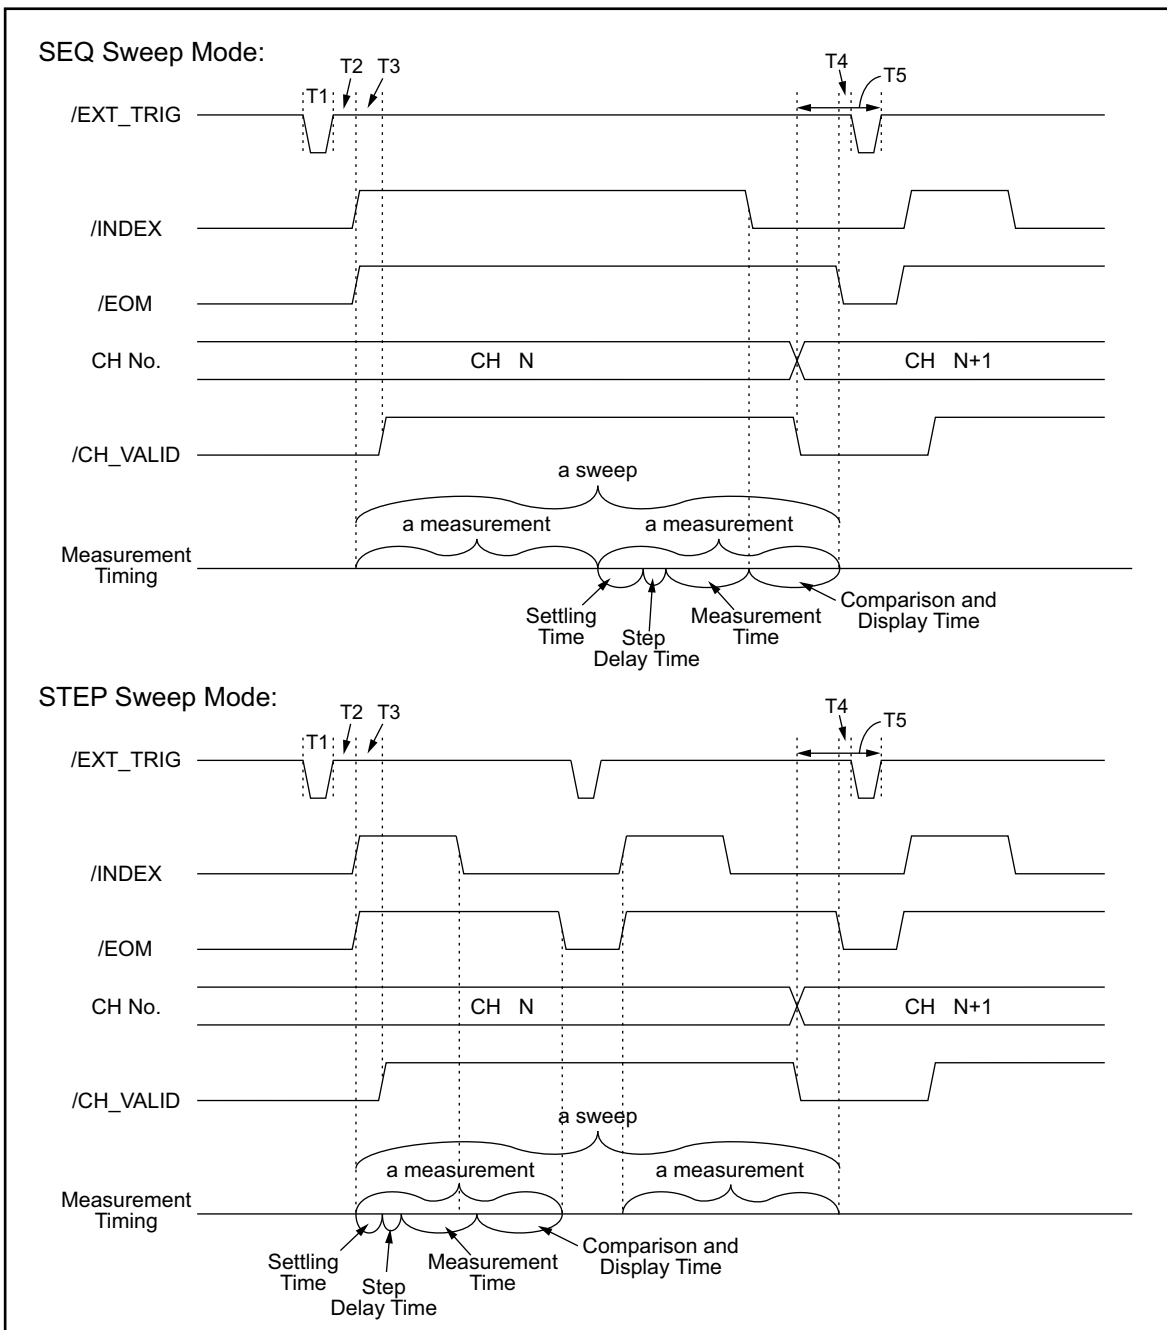 SEQ Sweep Mode:
T1 T2 T3 T4 T5
/EXT_TRIG
/INDEX
/EOM
CH No. CH N CH N+1
/CH_VALID
a sweep
a measurement a measurement
Measurement
Timing
Settling
Time
Step
Delay Time
Measurement
Time
Comparison and
Display Time
STEP Sweep Mode:
T1 T2 T3 T4 T5
/EXT_TRIG
/INDEX
/EOM
CH No. CH N CH N+1
/CH_VALID
a sweep
a measurement a measurement
Measurement
Timing
Settling
Time
Step
Delay Time
Measurement
Time
Comparison and
Display Time